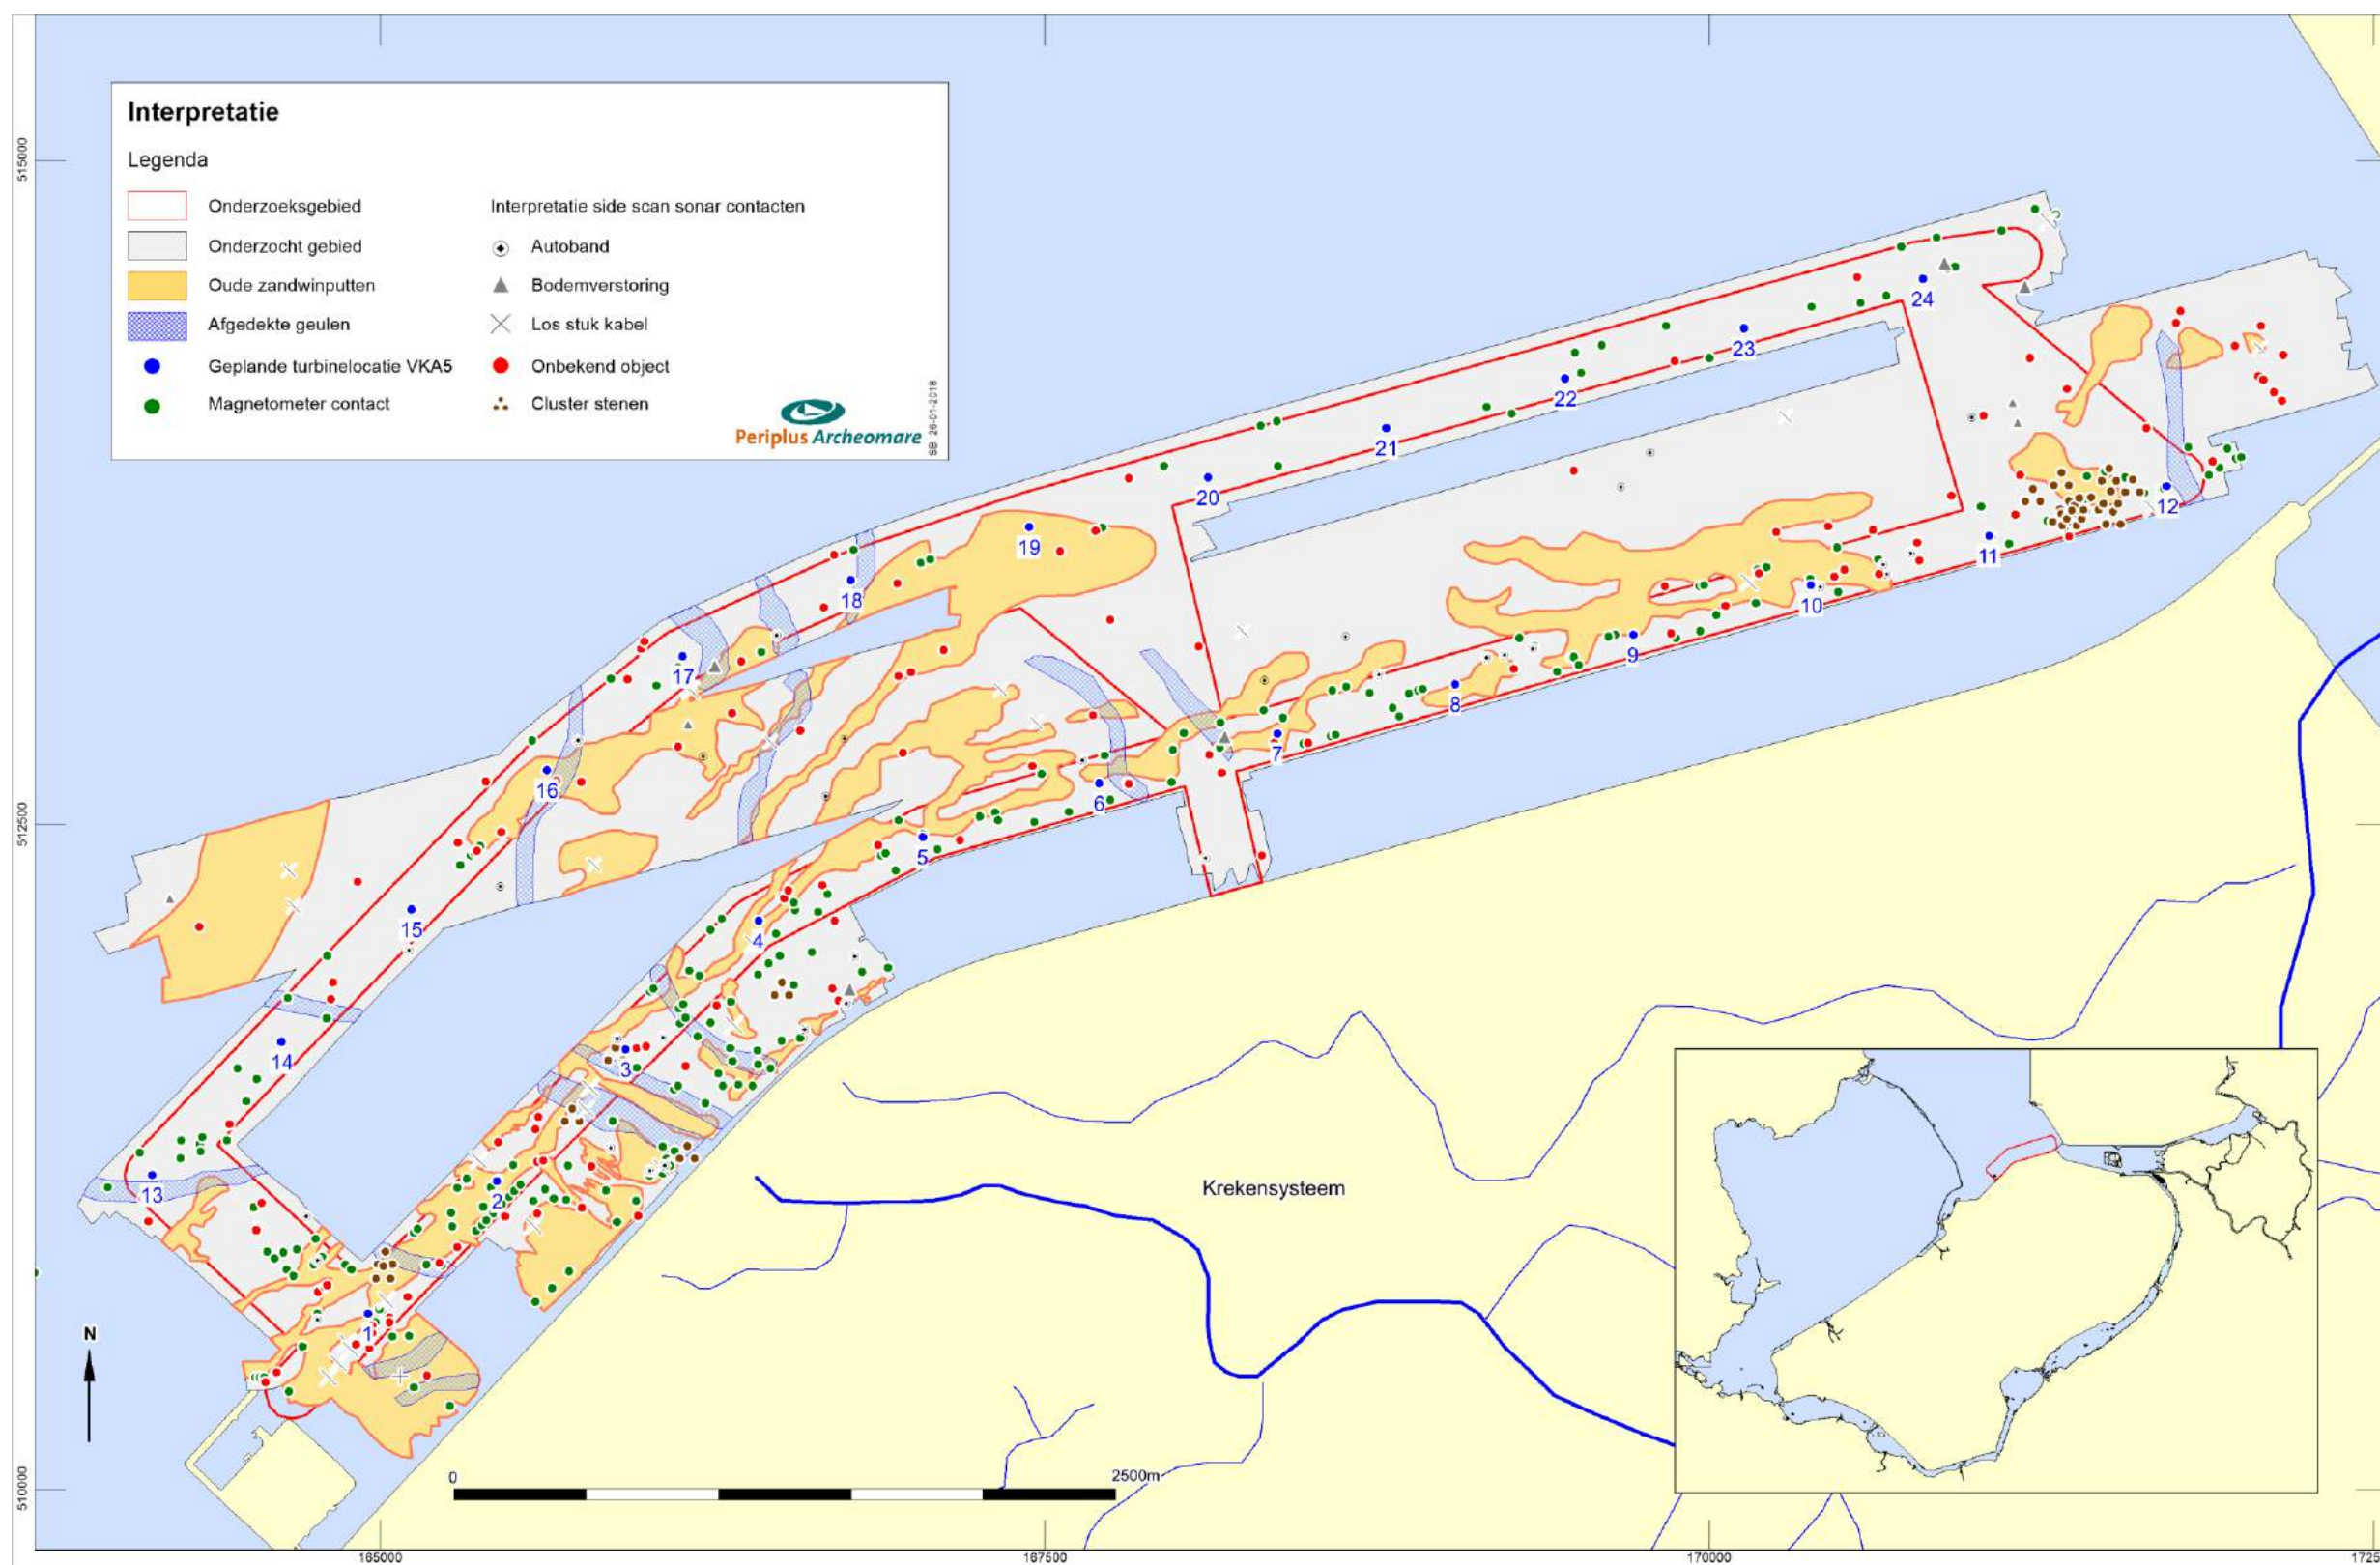 Interpretatie
Legenda
Onderzoeksgebied
Onderzocht gebied
Oude zandwinputten
Afgedekte geulen
Geplande turbinelocatie VKA5
Magnetometer contact
Interpretatie side scan sonar contacten
Autoband
Bodemverstoring
Los stuk kabel
Onbekend object
Cluster stenen
Periplus Archeomare
SB 26-01-2018
515000
512500
510000
24
23
22
21
20
19
18
17
16
15
14
13
12
11
10
9
8
7
6
5
4
3
2
1
Krekensysteem
N
0
2500m
165000
167500
170000